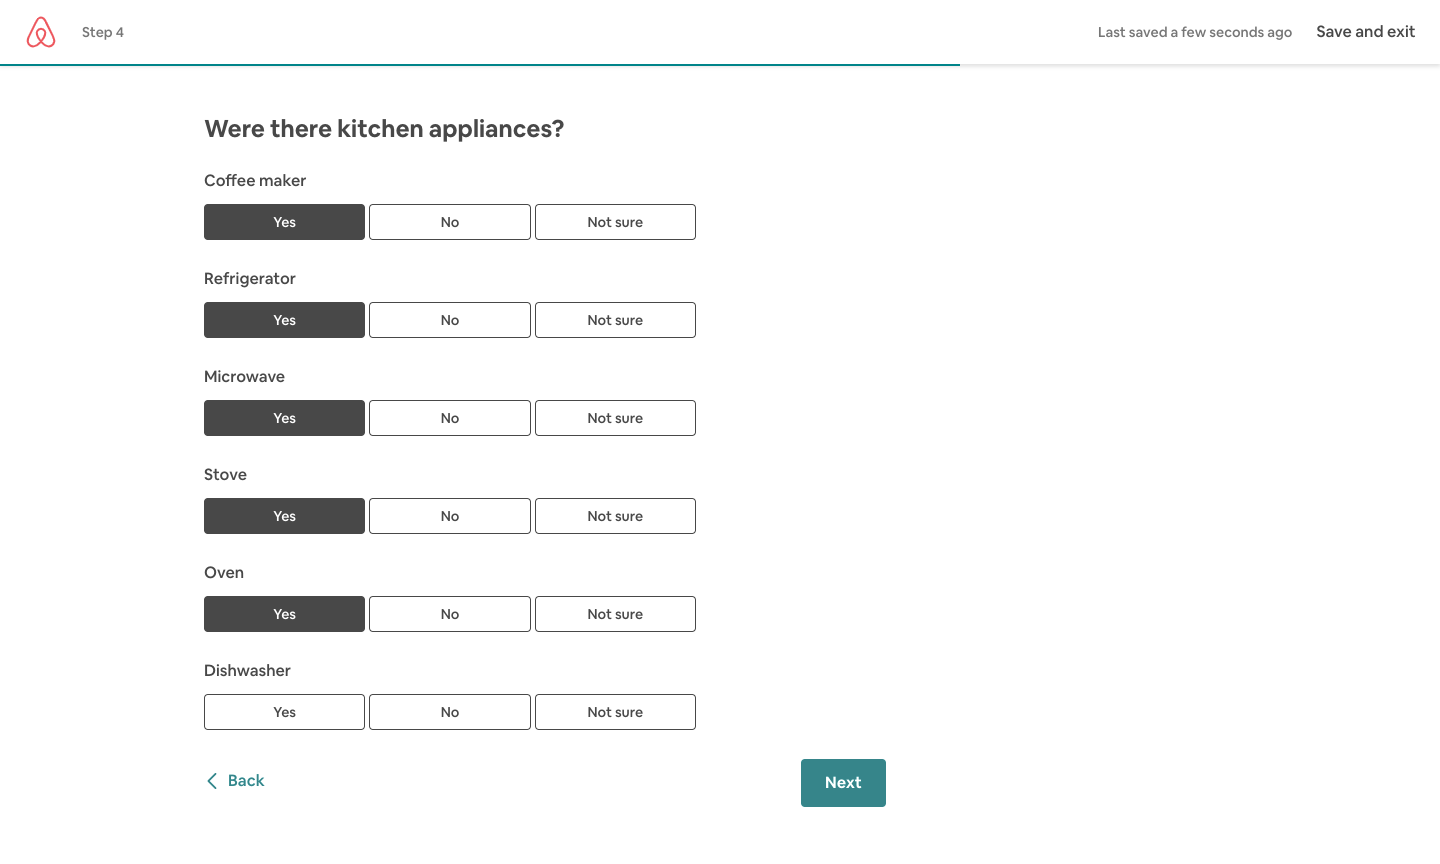 Step 4
Last saved a few seconds ago
Save and exit
Were there kitchen appliances?
Coffee maker
Yes No Not sure
Refrigerator
Yes No Not sure
Microwave
Yes No Not sure
Stove
Yes No Not sure
Oven
Yes No Not sure
Dishwasher
Yes No Not sure
Back
Next